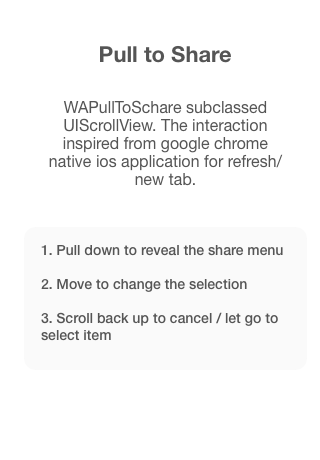 Pull to Share
WAPullToSchare subclassed
UIScrollView. The interaction
inspired from google chrome
native ios application for refresh/
new tab.
1. Pull down to reveal the share menu
2. Move to change the selection
3. Scroll back up to cancel / let go to
select item